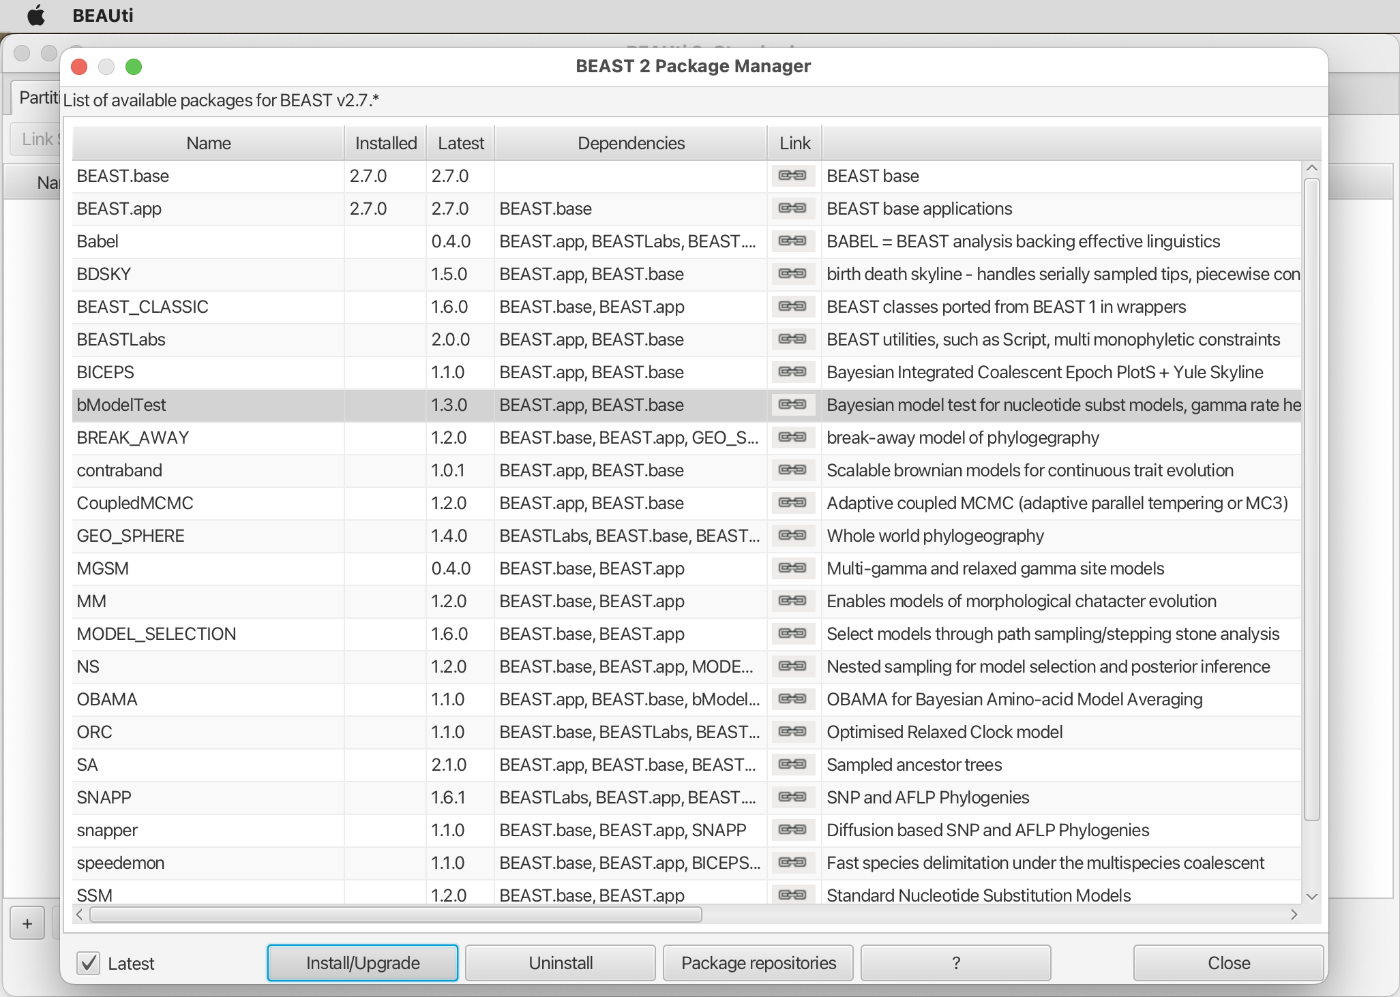 BEAUti
BEAST 2 Package Manager
Partiti
List of available packages for BEAST v2.7.*
Link
Name Installed Latest Dependencies Link
BEAST.base 2.7.0 2.7.0 BEAST base
BEAST.app 2.7.0 2.7.0 BEAST.base BEAST base applications
Babel 0.4.0 BEAST.app, BEASTLabs, BEAST.... BABEL = BEAST analysis backing effective linguistics
BDSKY 1.5.0 BEAST.app, BEAST.base birth death skyline - handles serially sampled tips, piecewise con
BEAST_CLASSIC 1.6.0 BEAST.base, BEAST.app BEAST classes ported from BEAST 1 in wrappers
BEASTLabs 2.0.0 BEAST.app, BEAST.base BEAST utilities, such as Script, multi monophyletic constraints
BICEPS 1.1.0 BEAST.app, BEAST.base Bayesian Integrated Coalescent Epoch PlotS + Yule Skyline
bModelTest 1.3.0 BEAST.app, BEAST.base Bayesian model test for nucleotide subst models, gamma rate he
BREAK_AWAY 1.2.0 BEAST.base, BEAST.app, GEO_S... break-away model of phylogegraphy
contraband 1.0.1 BEAST.app, BEAST.base Scalable brownian models for continuous trait evolution
CoupledMCMC 1.2.0 BEAST.app, BEAST.base Adaptive coupled MCMC (adaptive parallel tempering or MC3)
GEO_SPHERE 1.4.0 BEASTLabs, BEAST.base, BEAST... Whole world phylogeography
MGSM 0.4.0 BEAST.base, BEAST.app Multi-gamma and relaxed gamma site models
MM 1.2.0 BEAST.base, BEAST.app Enables models of morphological chatacter evolution
MODEL_SELECTION 1.6.0 BEAST.base, BEAST.app Select models through path sampling/stepping stone analysis
NS 1.2.0 BEAST.base, BEAST.app, MODE... Nested sampling for model selection and posterior inference
OBAMA 1.1.0 BEAST.app, BEAST.base, bModel... OBAMA for Bayesian Amino-acid Model Averaging
ORC 1.1.0 BEAST.base, BEASTLabs, BEAST... Optimised Relaxed Clock model
SA 2.1.0 BEAST.app, BEAST.base, BEAST... Sampled ancestor trees
SNAPP 1.6.1 BEASTLabs, BEAST.app, BEAST.... SNP and AFLP Phylogenies
snapper 1.1.0 BEAST.base, BEAST.app, SNAPP Diffusion based SNP and AFLP Phylogenies
speedemon 1.1.0 BEAST.base, BEAST.app, BICEPS... Fast species delimitation under the multispecies coalescent
SSM 1.2.0 BEAST.base, BEAST.app Standard Nucleotide Substitution Models
+
Latest Install/Upgrade Uninstall Package repositories ? Close